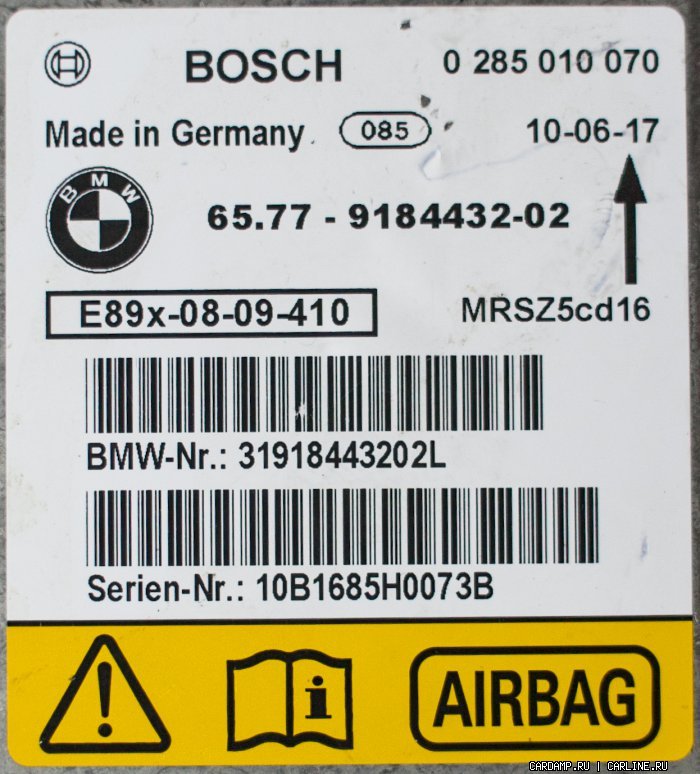 BOSCH 0 285 010 070
Made in Germany 085 10-06-17
BMW
65.77 - 9184432-02
E89x-08-09-410 MRSZ5cd16
BMW-Nr.: 31918443202L
Serien-Nr.: 10B1685H0073B
i AIRBAG
CARDAMP.RU | CARLINE.RU